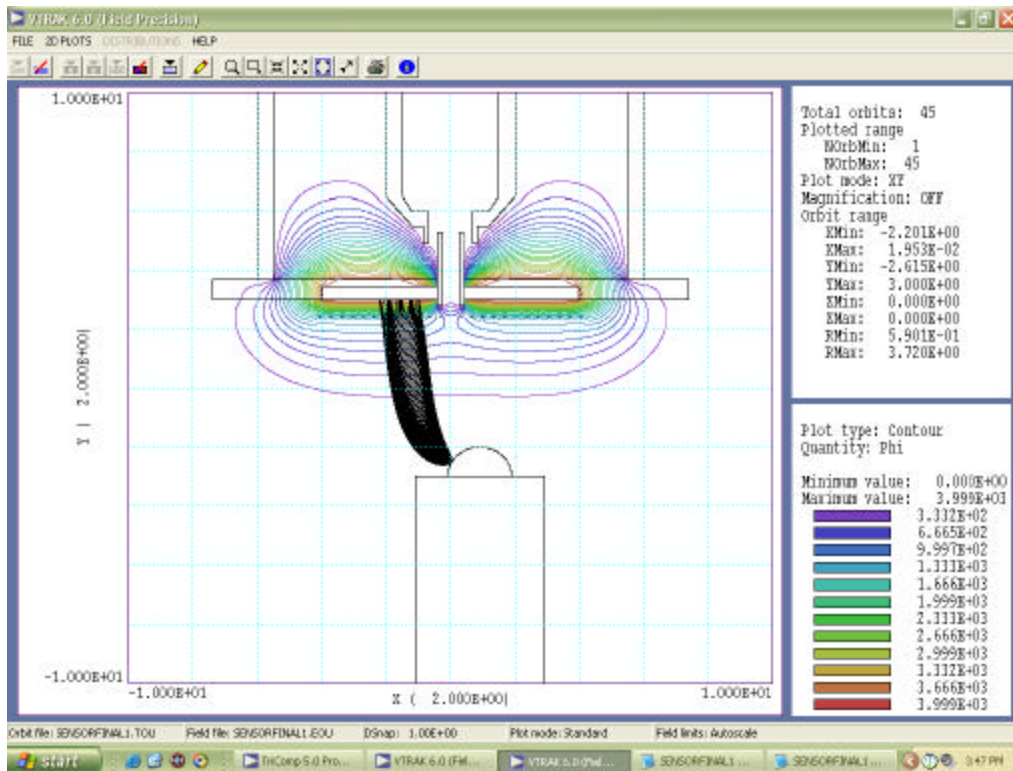 VTRAK 6.0 (Field Precision)
FILE 2D PLOTS DISTRIBUTIONS HELP
1.000E+01
Y ( 2.000E+00)
-1.000E+01
-1.000E+01
X ( 2.000E+00)
1.000E+01
Total orbits: 45
Plotted range
NOrbMin: 1
NOrbMax: 45
Plot mode: XY
Magnification: OFF
Orbit range
XMin: -2.201E+00
XMax: 1.953E-02
YMin: -2.615E+00
YMax: 3.000E+00
ZMin: 0.000E+00
ZMax: 0.000E+00
RMin: 5.901E-01
RMax: 3.720E+00
Plot type: Contour
Quantity: Phi
Minimum value: 0.000E+00
Maximum value: 3.999E+03
3.332E+02
6.665E+02
9.997E+02
1.333E+03
1.666E+03
1.999E+03
2.333E+03
2.666E+03
2.999E+03
3.332E+03
3.666E+03
3.999E+03
Orbit file: SENSORFINAL1.TOU Field file: SENSORFINAL1.EOU DSnap: 1.00E+00 Plot mode: Standard Field limits: Autoscale
start TriComp 5.0 Pro... VTRAK 6.0 (Fiel... VTRAK 6.0 (Fiel... SENSORFINAL1 ... SENSORFINAL1 ... 3:47 PM